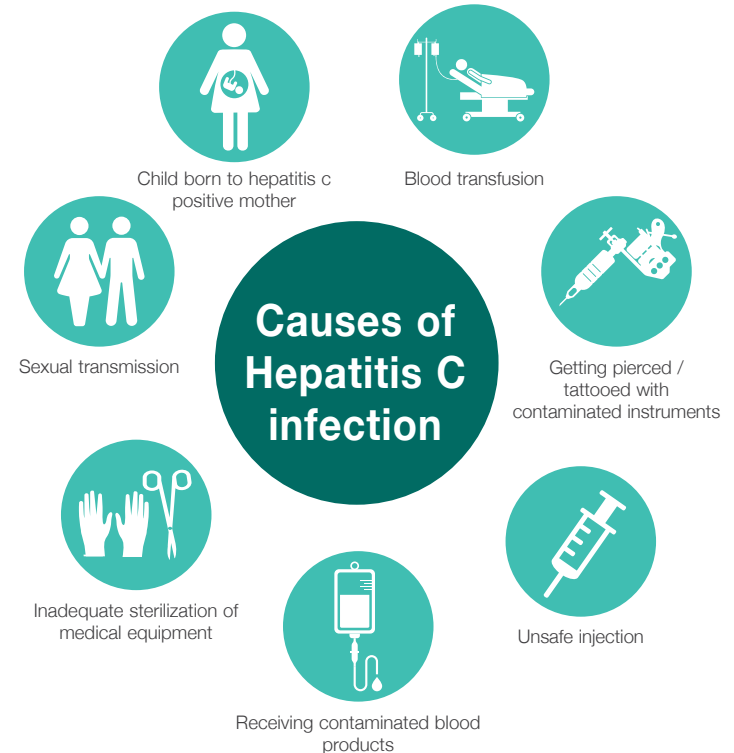 Child born to hepatitis c
positive mother
Blood transfusion
Sexual transmission
Causes of
Hepatitis C
infection
Getting pierced /
tattooed with
contaminated instruments
Inadequate sterilization of
medical equipment
Unsafe injection
Receiving contaminated blood
products